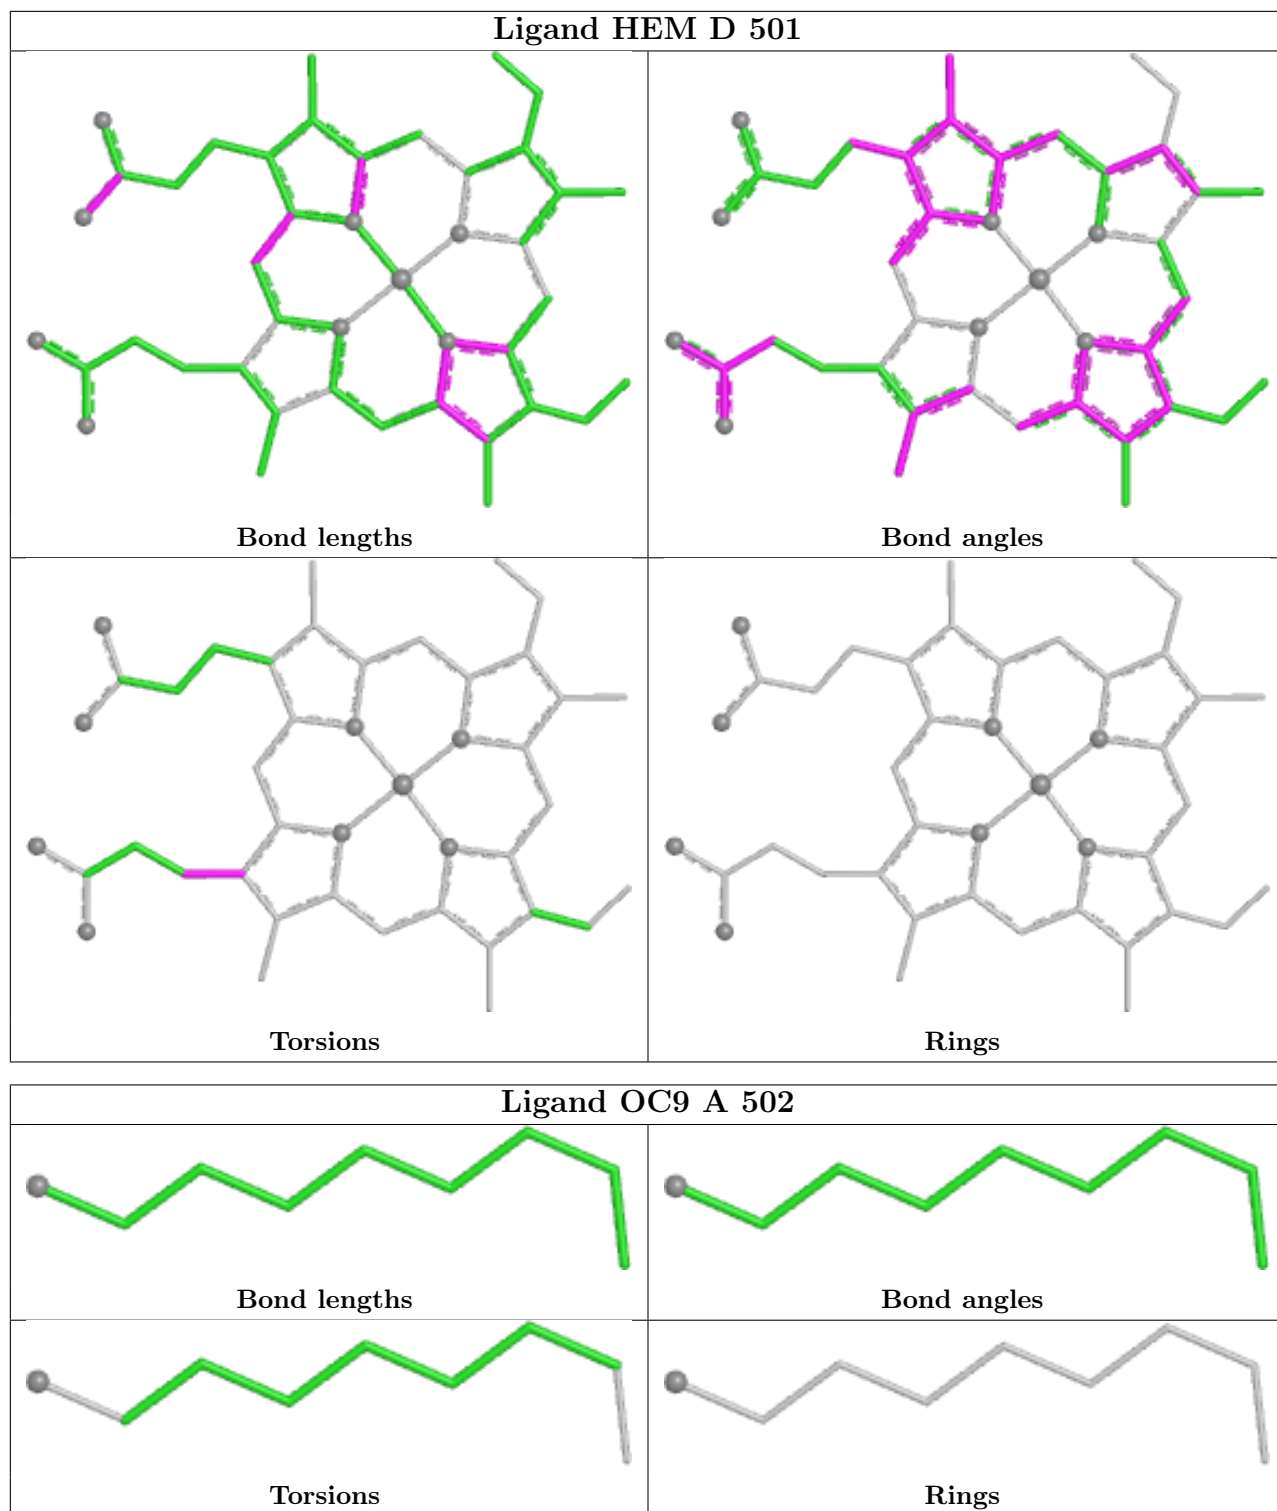 Ligand HEM D 501
Bond lengths
Bond angles
Torsions
Rings
Ligand OC9 A 502
Bond lengths
Bond angles
Torsions
Rings